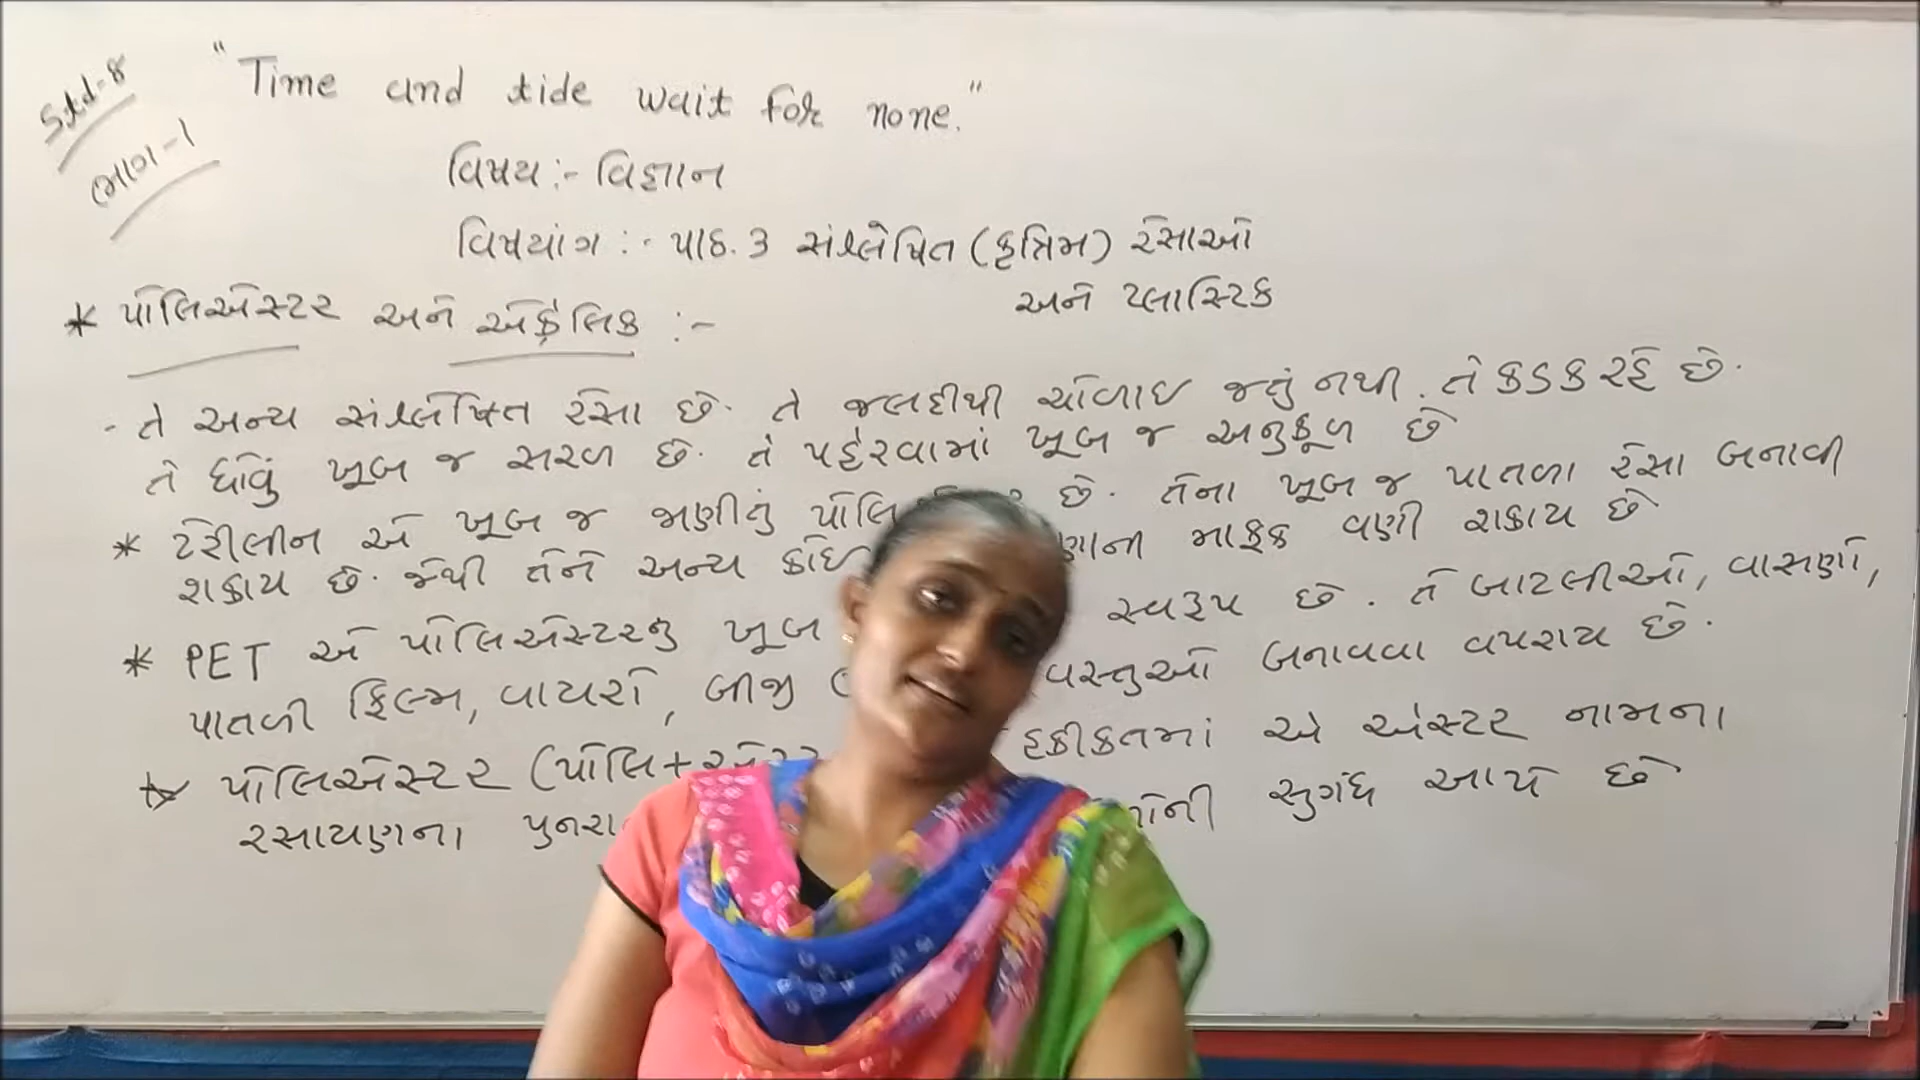 Std-8
ભાગ-1
"Time and tide wait for none."
વિષય :- વિજ્ઞાન
વિષયાંગ :- પાઠ. 3 સંશ્લેષિત (કૃત્રિમ) રેસાઓ
અને પ્લાસ્ટિક
* પોલિએસ્ટર અને એક્રેલિક :-
- તે અન્ય સંશ્લેષિત રેસા છે. તે જલદીથી ચોળાઈ જતું નથી. તે કડક રહે છે.
તે ધોવું ખૂબ જ સરળ છે. તે પહેરવામાં ખૂબ જ અનુકૂળ છે
* ટેરીલીન એ ખૂબ જ જાણીતું પોલિ છે. તેના ખૂબ જ પાતળા રેસા બનાવી
શકાય છે. જેથી તેને અન્ય કોઈ માફક વણી શકાય છે
* PET એ પોલિએસ્ટરનું ખૂબ સ્વરૂપ છે. તે બાટલીઓ, વાસણો,
પાતળી ફિલ્મ, વાયરો, બીજી વસ્તુઓ બનાવવા વપરાય છે.
* પોલિએસ્ટર (પોલિ+એસ્ટર હકીકતમાં એ એસ્ટર નામના
રસાયણના પુનરા ની સુગંધ આપે છે